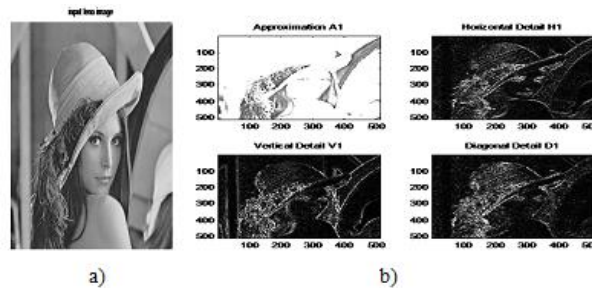 input lena image
Approximation A1
100
200
300
400
500
100 200 300 400 500
Horizontal Detail H1
100
200
300
400
500
100 200 300 400 500
Vertical Detail V1
100
200
300
400
500
100 200 300 400 500
Diagonal Detail D1
100
200
300
400
500
100 200 300 400 500
a)
b)